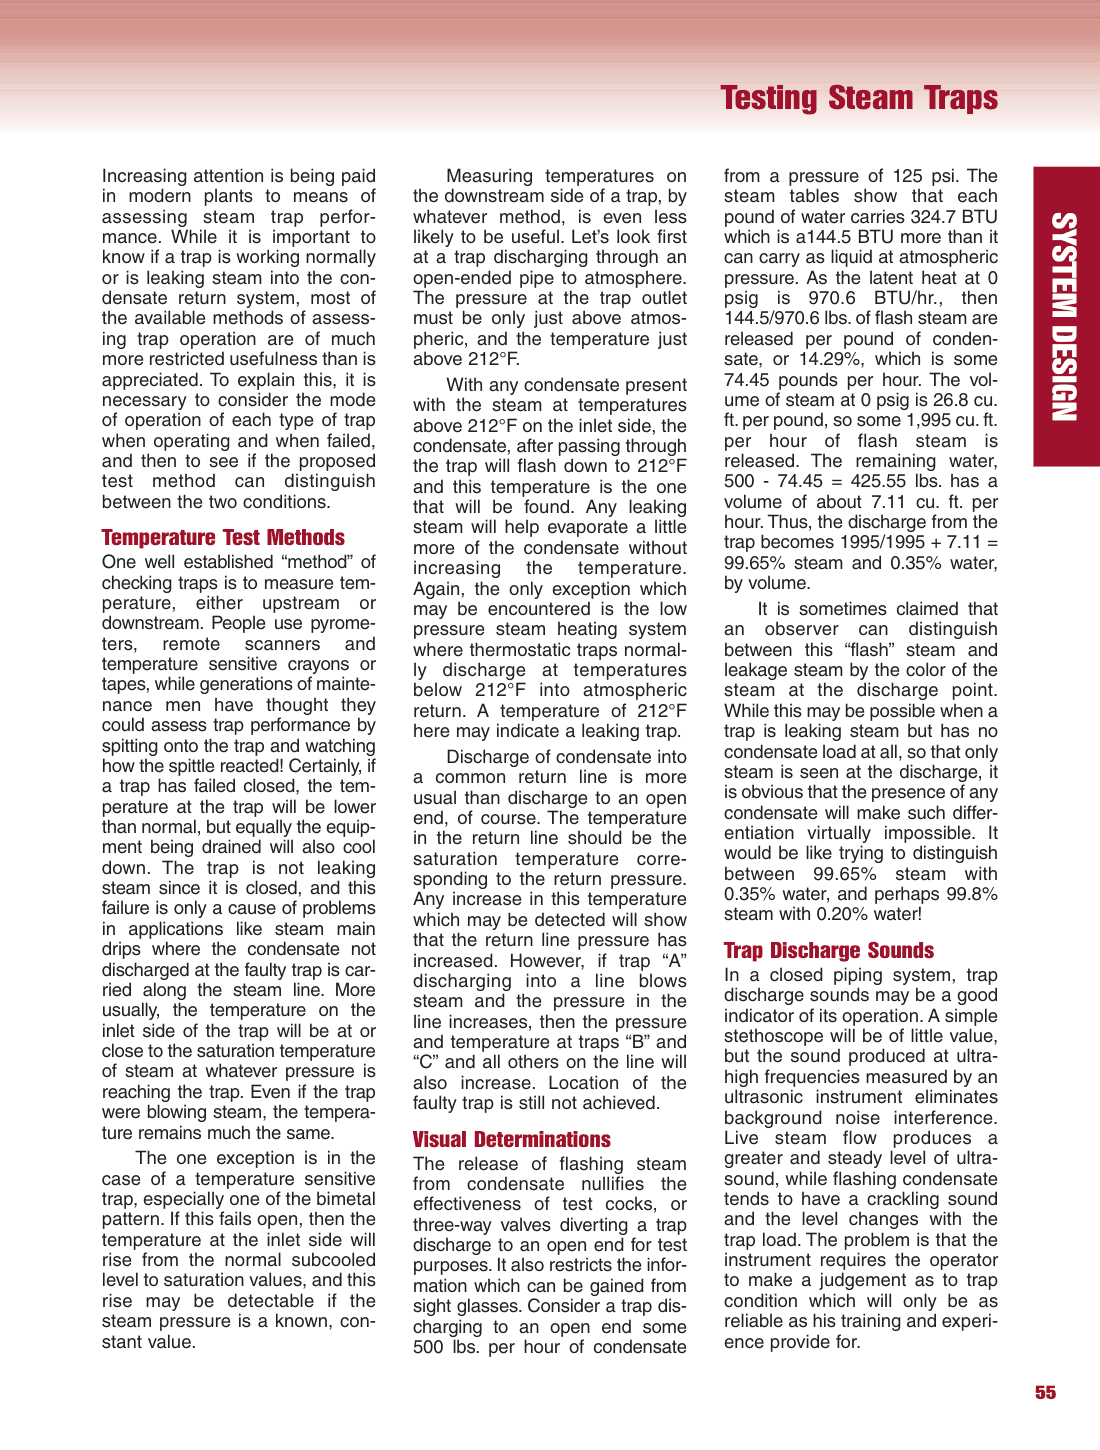 Testing Steam Traps
Increasing attention is being paid
in modern plants to means of
assessing steam trap perfor-
mance. While it is important to
know if a trap is working normally
or is leaking steam into the con-
densate return system, most of
the available methods of assess-
ing trap operation are of much
more restricted usefulness than is
appreciated. To explain this, it is
necessary to consider the mode
of operation of each type of trap
when operating and when failed,
and then to see if the proposed
test method can distinguish
between the two conditions.
Temperature Test Methods
One well established “method” of
checking traps is to measure tem-
perature, either upstream or
downstream. People use pyrome-
ters, remote scanners and
temperature sensitive crayons or
tapes, while generations of mainte-
nance men have thought they
could assess trap performance by
spitting onto the trap and watching
how the spittle reacted! Certainly, if
a trap has failed closed, the tem-
perature at the trap will be lower
than normal, but equally the equip-
ment being drained will also cool
down. The trap is not leaking
steam since it is closed, and this
failure is only a cause of problems
in applications like steam main
drips where the condensate not
discharged at the faulty trap is car-
ried along the steam line. More
usually, the temperature on the
inlet side of the trap will be at or
close to the saturation temperature
of steam at whatever pressure is
reaching the trap. Even if the trap
were blowing steam, the tempera-
ture remains much the same.
The one exception is in the
case of a temperature sensitive
trap, especially one of the bimetal
pattern. If this fails open, then the
temperature at the inlet side will
rise from the normal subcooled
level to saturation values, and this
rise may be detectable if the
steam pressure is a known, con-
stant value.
Measuring temperatures on
the downstream side of a trap, by
whatever method, is even less
likely to be useful. Let’s look first
at a trap discharging through an
open-ended pipe to atmosphere.
The pressure at the trap outlet
must be only just above atmos-
pheric, and the temperature just
above 212°F.
With any condensate present
with the steam at temperatures
above 212°F on the inlet side, the
condensate, after passing through
the trap will flash down to 212°F
and this temperature is the one
that will be found. Any leaking
steam will help evaporate a little
more of the condensate without
increasing the temperature.
Again, the only exception which
may be encountered is the low
pressure steam heating system
where thermostatic traps normal-
ly discharge at temperatures
below 212°F into atmospheric
return. A temperature of 212°F
here may indicate a leaking trap.
Discharge of condensate into
a common return line is more
usual than discharge to an open
end, of course. The temperature
in the return line should be the
saturation temperature corre-
sponding to the return pressure.
Any increase in this temperature
which may be detected will show
that the return line pressure has
increased. However, if trap “A”
discharging into a line blows
steam and the pressure in the
line increases, then the pressure
and temperature at traps “B” and
“C” and all others on the line will
also increase. Location of the
faulty trap is still not achieved.
Visual Determinations
The release of flashing steam
from condensate nullifies the
effectiveness of test cocks, or
three-way valves diverting a trap
discharge to an open end for test
purposes. It also restricts the infor-
mation which can be gained from
sight glasses. Consider a trap dis-
charging to an open end some
500 lbs. per hour of condensate
from a pressure of 125 psi. The
steam tables show that each
pound of water carries 324.7 BTU
which is a144.5 BTU more than it
can carry as liquid at atmospheric
pressure. As the latent heat at 0
psig is 970.6 BTU/hr., then
144.5/970.6 lbs. of flash steam are
released per pound of conden-
sate, or 14.29%, which is some
74.45 pounds per hour. The vol-
ume of steam at 0 psig is 26.8 cu.
ft. per pound, so some 1,995 cu. ft.
per hour of flash steam is
released. The remaining water,
500 - 74.45 = 425.55 lbs. has a
volume of about 7.11 cu. ft. per
hour. Thus, the discharge from the
trap becomes 1995/1995 + 7.11 =
99.65% steam and 0.35% water,
by volume.
It is sometimes claimed that
an observer can distinguish
between this “flash” steam and
leakage steam by the color of the
steam at the discharge point.
While this may be possible when a
trap is leaking steam but has no
condensate load at all, so that only
steam is seen at the discharge, it
is obvious that the presence of any
condensate will make such differ-
entiation virtually impossible. It
would be like trying to distinguish
between 99.65% steam with
0.35% water, and perhaps 99.8%
steam with 0.20% water!
Trap Discharge Sounds
In a closed piping system, trap
discharge sounds may be a good
indicator of its operation. A simple
stethoscope will be of little value,
but the sound produced at ultra-
high frequencies measured by an
ultrasonic instrument eliminates
background noise interference.
Live steam flow produces a
greater and steady level of ultra-
sound, while flashing condensate
tends to have a crackling sound
and the level changes with the
trap load. The problem is that the
instrument requires the operator
to make a judgement as to trap
condition which will only be as
reliable as his training and experi-
ence provide for.
SYSTEM DESIGN
55